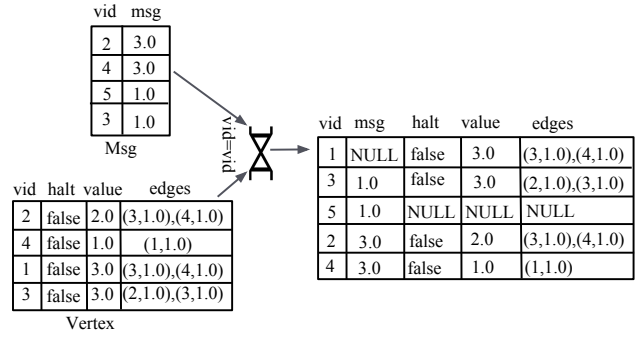 vid msg
2 3.0
4 3.0
5 1.0
3 1.0
Msg
vid=vid
vid halt value edges
2 false 2.0 (3,1.0),(4,1.0)
4 false 1.0 (1,1.0)
1 false 3.0 (3,1.0),(4,1.0)
3 false 3.0 (2,1.0),(3,1.0)
Vertex
vid msg halt value edges
1 NULL false 3.0 (3,1.0),(4,1.0)
3 1.0 false 3.0 (2,1.0),(3,1.0)
5 1.0 NULL NULL NULL
2 3.0 false 2.0 (3,1.0),(4,1.0)
4 3.0 false 1.0 (1,1.0)